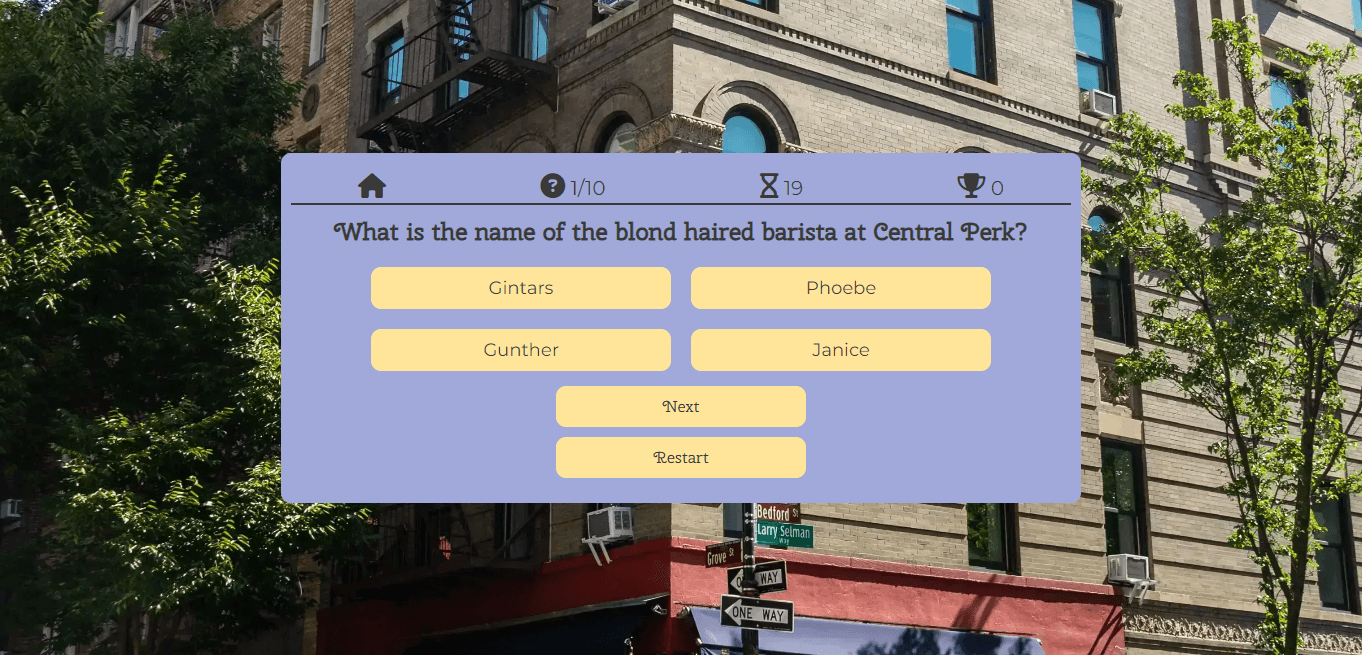 1/10
19
0
What is the name of the blond haired barista at Central Perk?
Gintars
Phoebe
Gunther
Janice
Next
Restart
Bedford St
Larry Selman
Way
Grove St
ONE WAY
ONE WAY